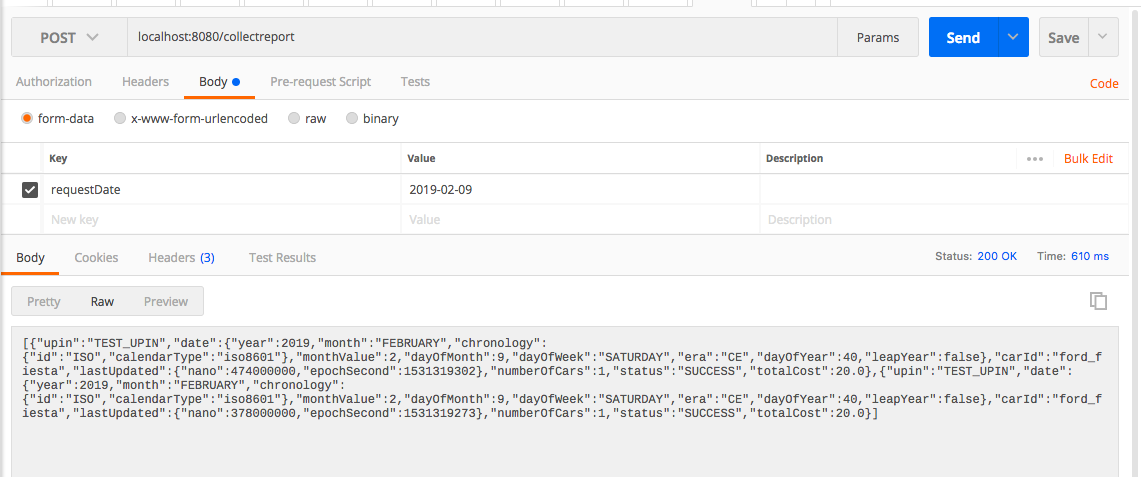 POST localhost:8080/collectreport Params Send Save
Authorization Headers Body Pre-request Script Tests Code
form-data x-www-form-urlencoded raw binary
Key Value Description ••• Bulk Edit
requestDate 2019-02-09
New key Value Description
Body Cookies Headers (3) Test Results Status: 200 OK Time: 610 ms
Pretty Raw Preview
[{"upin":"TEST_UPIN","date":{"year":2019,"month":"FEBRUARY","chronology":
{"id":"ISO","calendarType":"iso8601"},"monthValue":2,"dayOfMonth":9,"dayOfWeek":"SATURDAY","era":"CE","dayOfYear":40,"leapYear":false},"carId":"ford_f
iesta","lastUpdated":{"nano":474000000,"epochSecond":1531319302},"numberOfCars":1,"status":"SUCCESS","totalCost":20.0},{"upin":"TEST_UPIN","date":
{"year":2019,"month":"FEBRUARY","chronology":
{"id":"ISO","calendarType":"iso8601"},"monthValue":2,"dayOfMonth":9,"dayOfWeek":"SATURDAY","era":"CE","dayOfYear":40,"leapYear":false},"carId":"ford_f
iesta","lastUpdated":{"nano":378000000,"epochSecond":1531319273},"numberOfCars":1,"status":"SUCCESS","totalCost":20.0}]